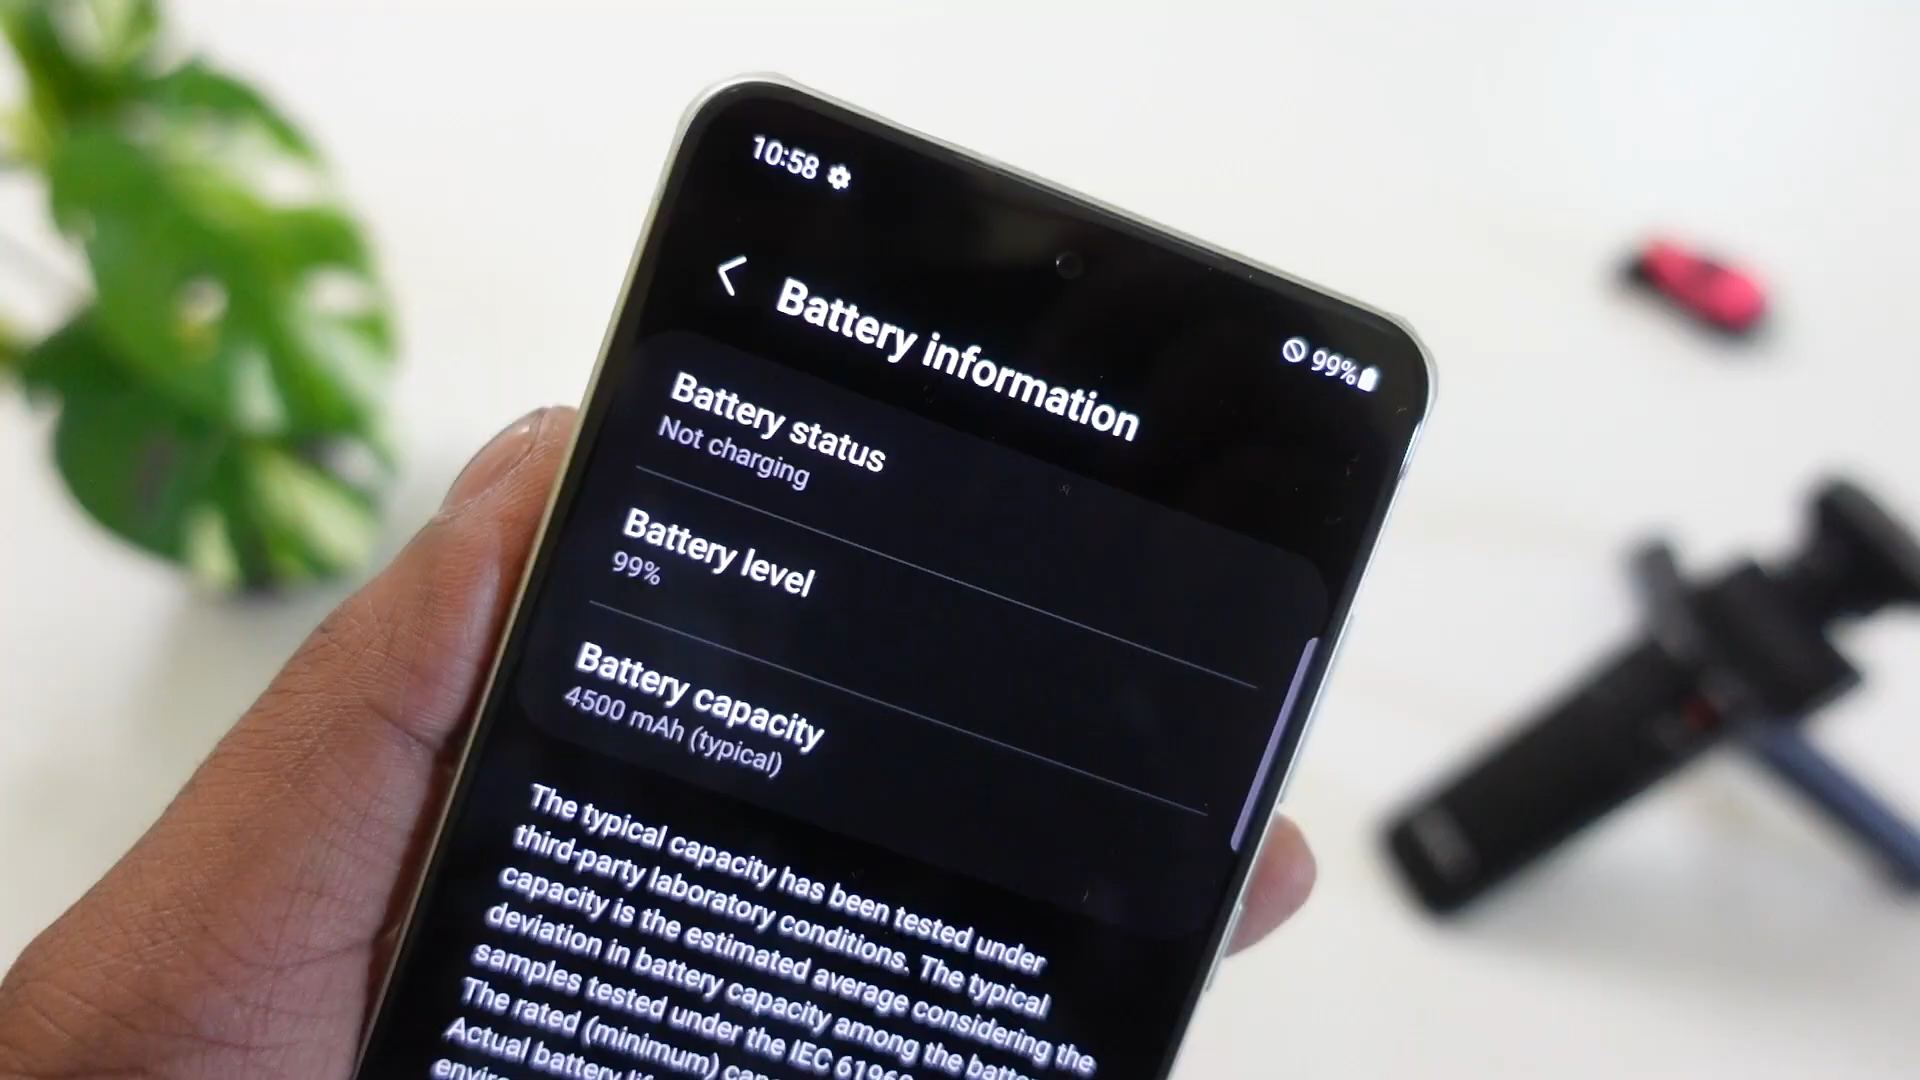 10:58
99%
Battery information
Battery status
Not charging
Battery level
99%
Battery capacity
4500 mAh (typical)
The typical capacity has been tested under
third-party laboratory conditions. The typical
capacity is the estimated average considering the
deviation in battery capacity among the
samples tested under the IEC
The rated (minimum)
Actual battery